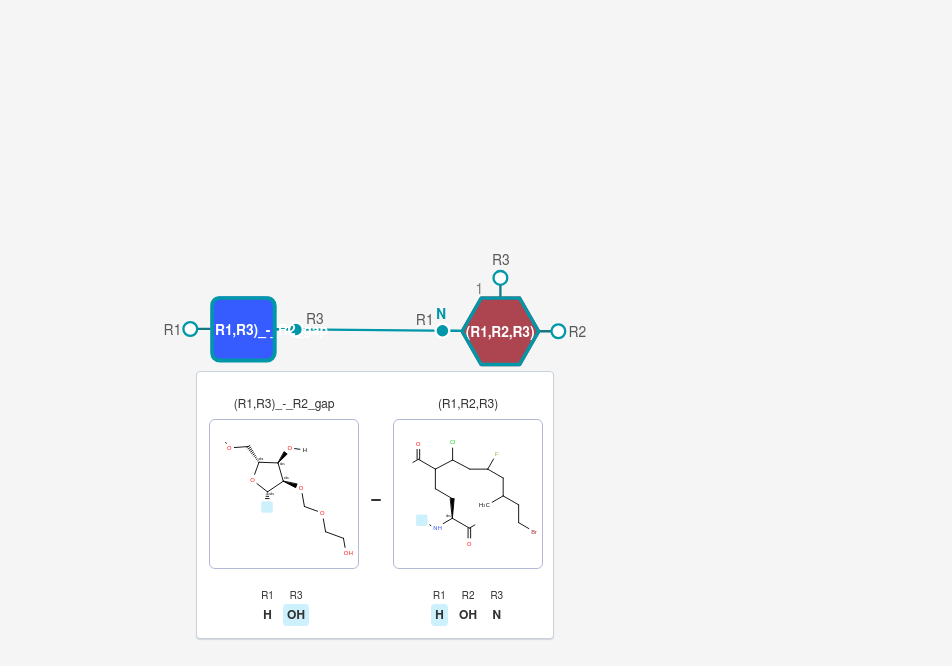 R3
1
R1 R1,R3)_-_R2_gap R3 R1 N (R1,R2,R3) R2
(R1,R3)_-_R2_gap (R1,R2,R3)
O O H O O O OH
O Cl F H₃C NH O Br
–
R1 R3 R1 R2 R3
H OH H OH N